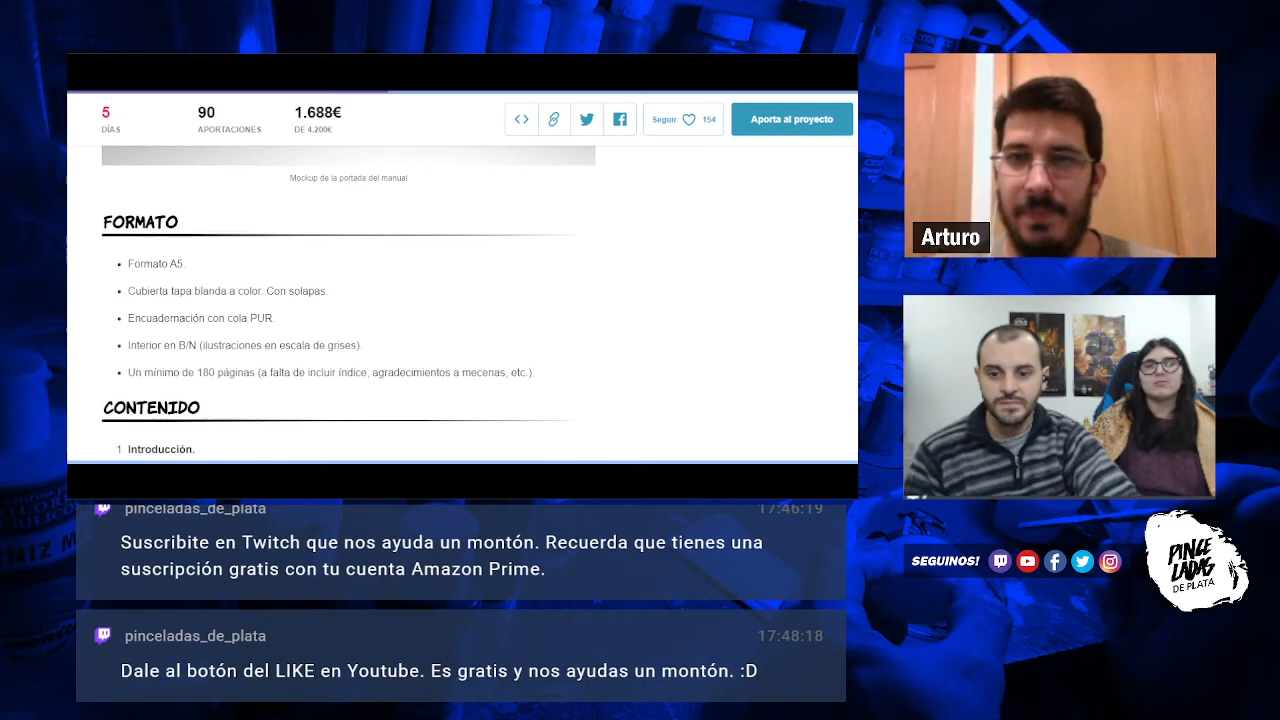 5
DÍAS
90
APORTACIONES
1.688€
DE 4.200€
Seguir
154
Aporta al proyecto
Mockup de la portada del manual
FORMATO
Formato A5.
Cubierta tapa blanda a color. Con solapas.
Encuadernación con cola PUR.
Interior en B/N (ilustraciones en escala de grises).
Un mínimo de 180 páginas (a falta de incluir índice, agradecimientos a mecenas, etc.).
CONTENIDO
1. Introducción.
Arturo
pinceladas_de_plata 17:46:19
Suscribite en Twitch que nos ayuda un montón. Recuerda que tienes una
suscripción gratis con tu cuenta Amazon Prime.
pinceladas_de_plata 17:48:18
Dale al botón del LIKE en Youtube. Es gratis y nos ayudas un montón. :D
SEGUINOS!
PINCE
LADAS
DE PLATA